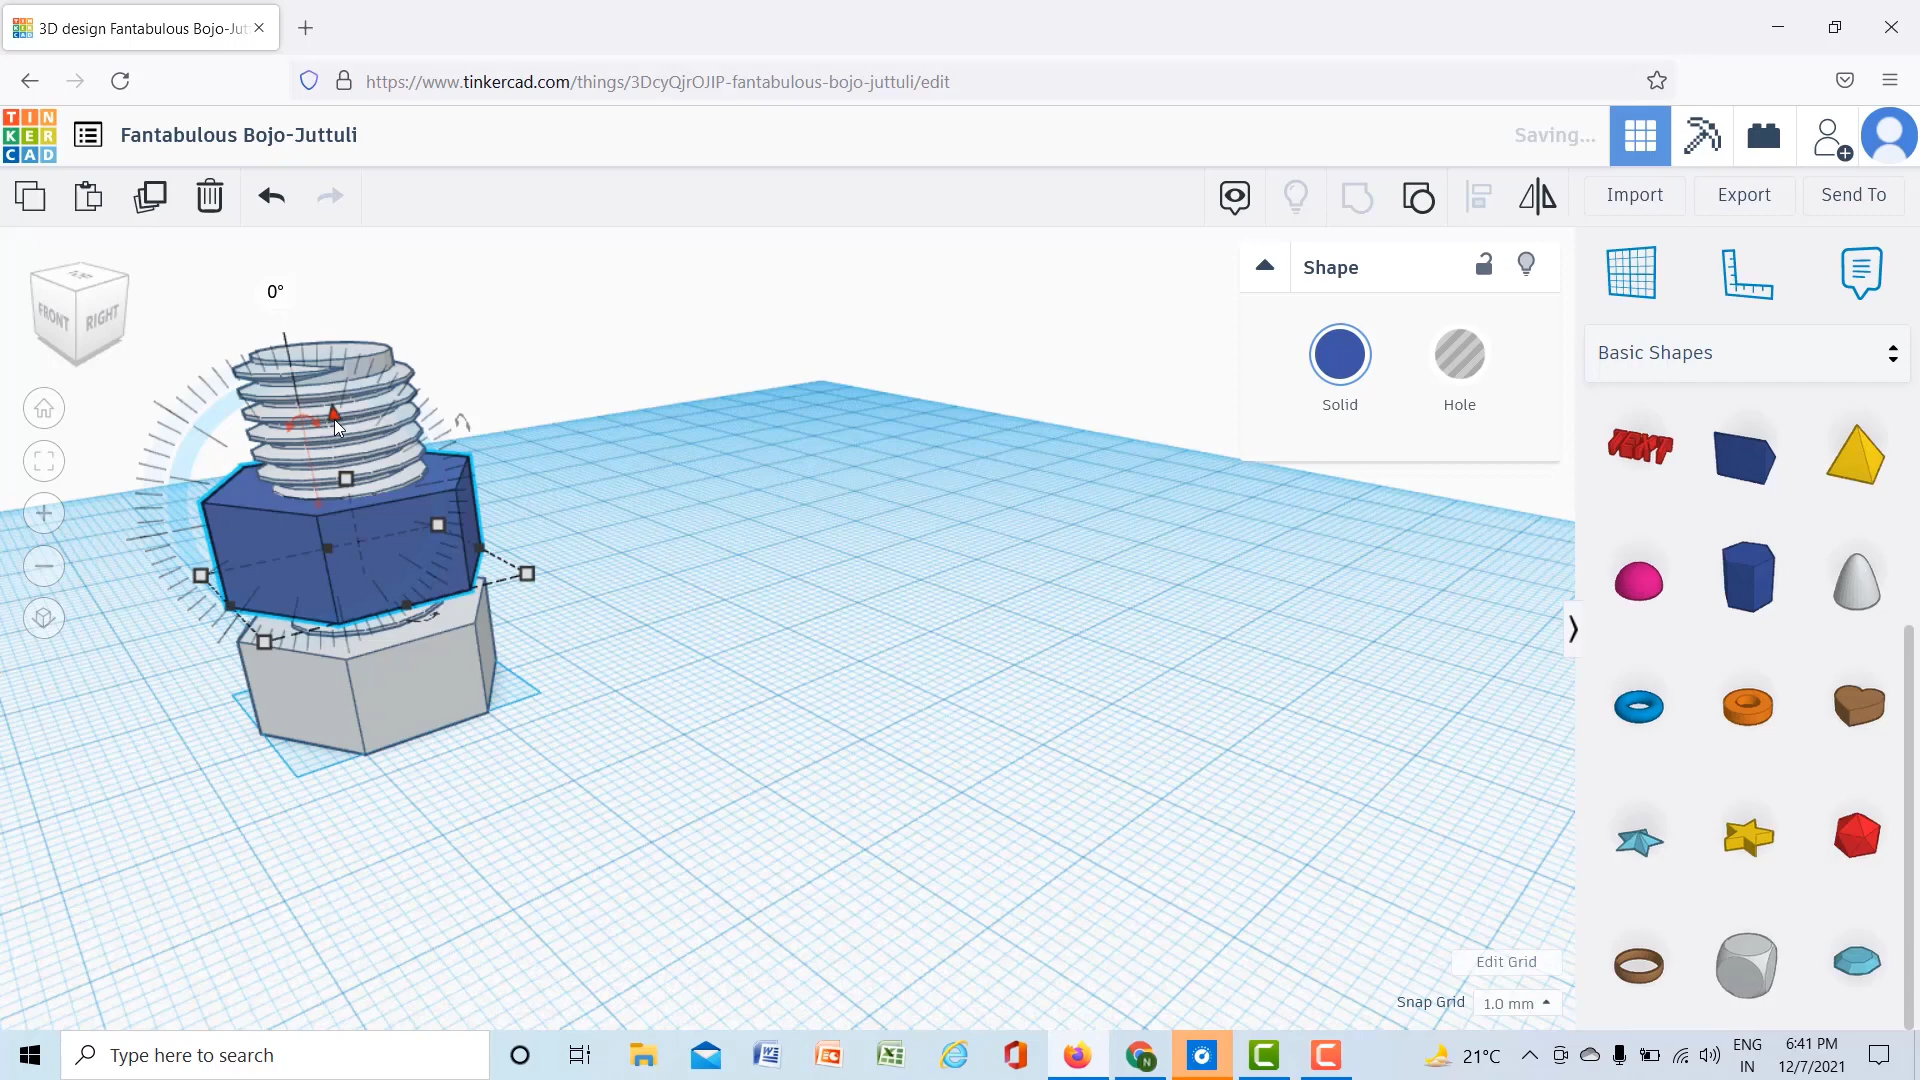 3D design Fantabulous Bojo-Jut
https://www.tinkercad.com/things/3DcyQjrOJIP-fantabulous-bojo-juttuli/edit
TIN
KER
CAD
Fantabulous Bojo-Juttuli
Saving...
Import
Export
Send To
TOP
FRONT
RIGHT
0°
Shape
Solid
Hole
Basic Shapes
TEXT
Edit Grid
Snap Grid
1.0 mm
Type here to search
21°C
ENG
IN
6:41 PM
12/7/2021